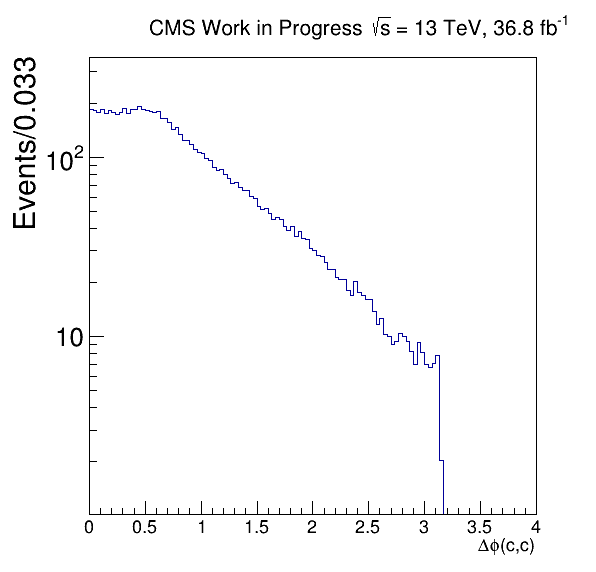 CMS Work in Progress √s = 13 TeV, 36.8 fb⁻¹
Events/0.033
10²
10
0 0.5 1 1.5 2 2.5 3 3.5 4
Δϕ(c,c)